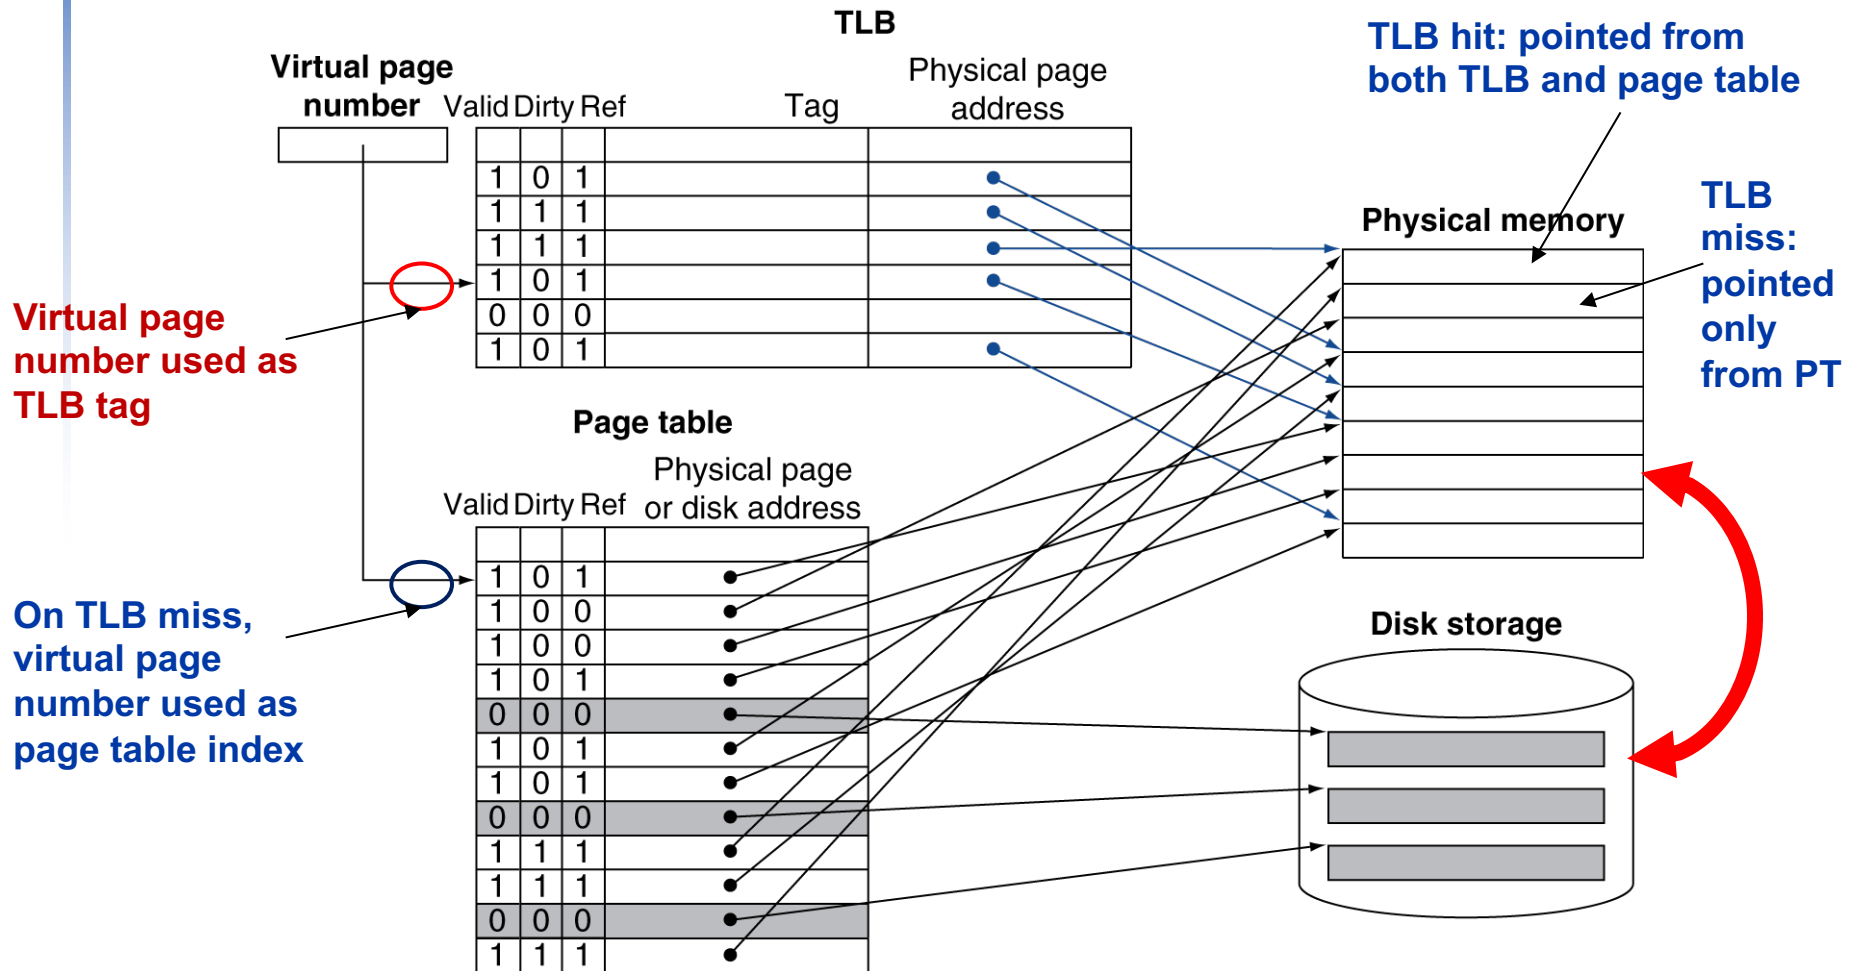 TLB
Virtual page
number
Valid Dirty Ref
Tag
Physical page
address
1 0 1
1 1 1
1 1 1
1 0 1
0 0 0
1 0 1
TLB hit: pointed from
both TLB and page table
Physical memory
TLB
miss:
pointed
only
from PT
Virtual page
number used as
TLB tag
Page table
Valid Dirty Ref
Physical page
or disk address
1 0 1
1 0 0
1 0 0
1 0 1
0 0 0
1 0 1
1 0 1
0 0 0
1 1 1
1 1 1
0 0 0
1 1 1
On TLB miss,
virtual page
number used as
page table index
Disk storage